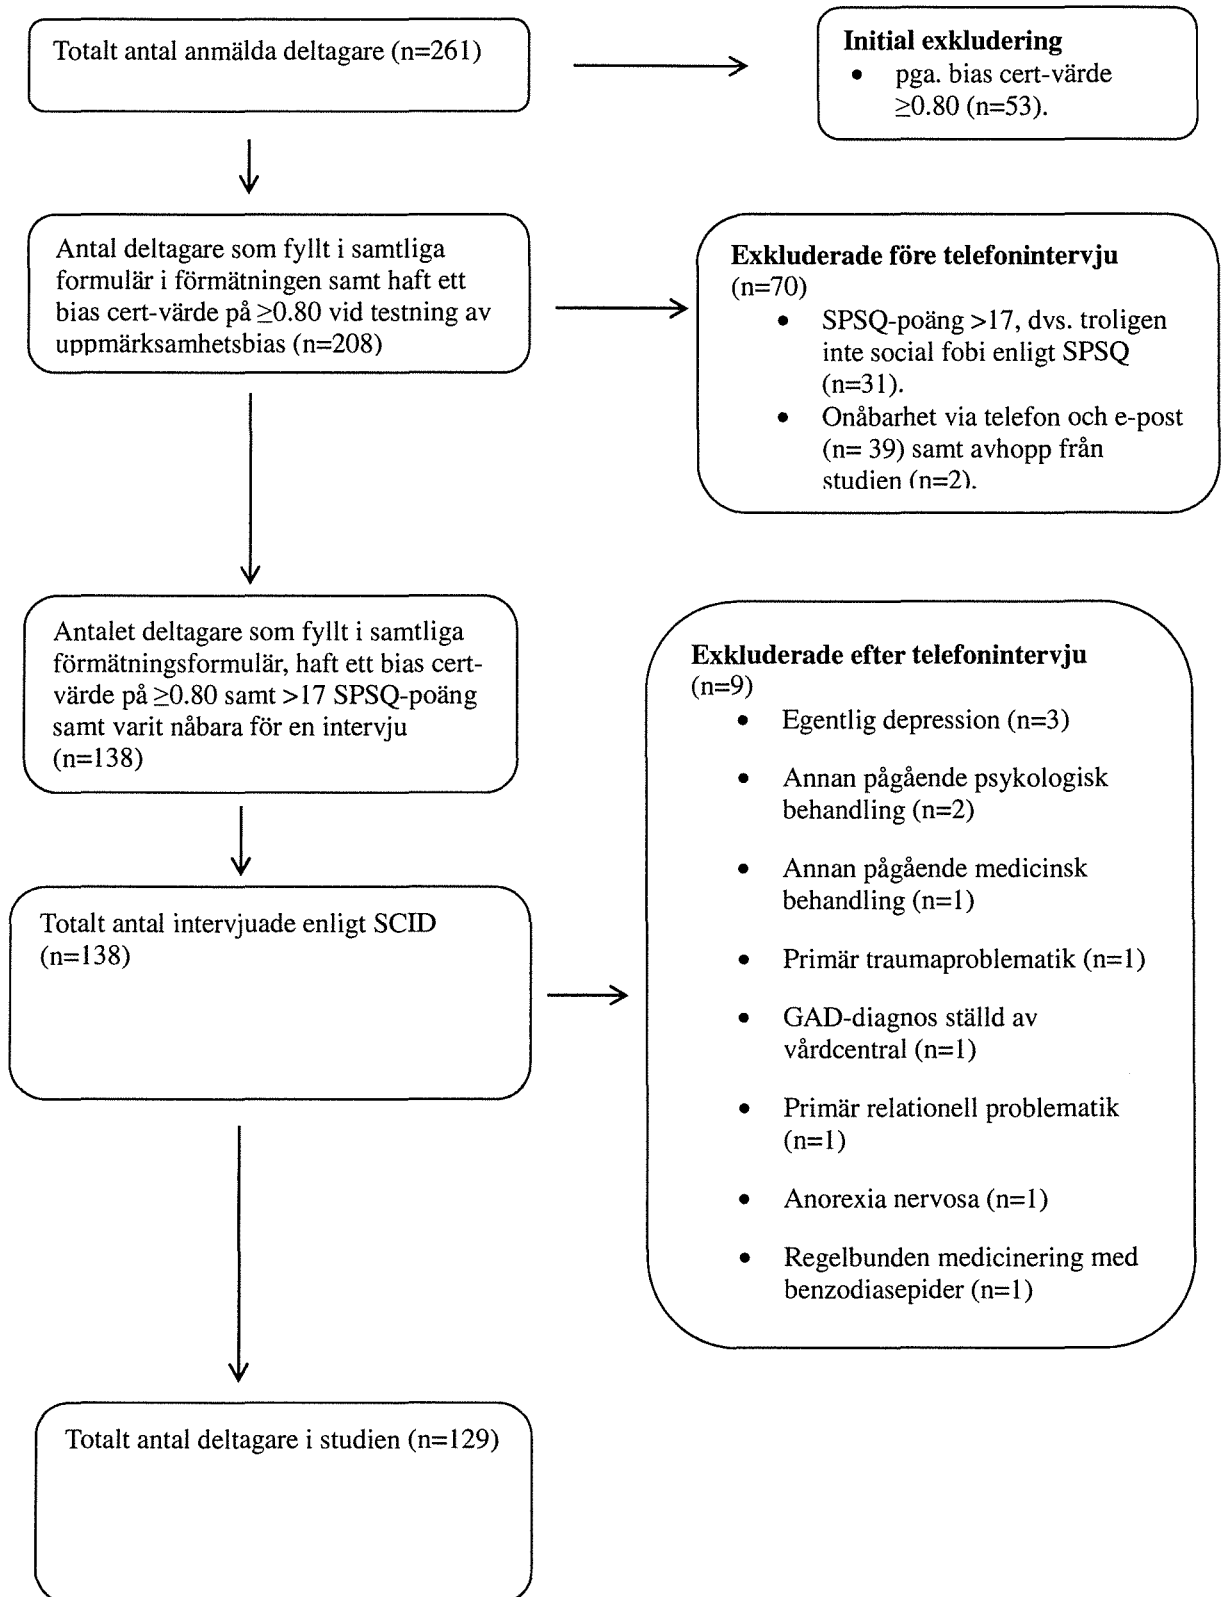 Totalt antal anmälda deltagare (n=261)
Initial exkludering
• pga. bias cert-värde
≥0.80 (n=53).
Antal deltagare som fyllt i samtliga
formulär i förmätningen samt haft ett
bias cert-värde på ≥0.80 vid testning av
uppmärksamhetsbias (n=208)
Exkluderade före telefonintervju
(n=70)
• SPSQ-poäng >17, dvs. troligen
inte social fobi enligt SPSQ
(n=31).
• Onåbarhet via telefon och e-post
(n= 39) samt avhopp från
studien (n=2).
Antalet deltagare som fyllt i samtliga
förmätningsformulär, haft ett bias cert-
värde på ≥0.80 samt >17 SPSQ-poäng
samt varit nåbara för en intervju
(n=138)
Totalt antal intervjuade enligt SCID
(n=138)
Exkluderade efter telefonintervju
(n=9)
• Egentlig depression (n=3)
• Annan pågående psykologisk
behandling (n=2)
• Annan pågående medicinsk
behandling (n=1)
• Primär traumaproblematik (n=1)
• GAD-diagnos ställd av
vårdcentral (n=1)
• Primär relationell problematik
(n=1)
• Anorexia nervosa (n=1)
• Regelbunden medicinering med
benzodiasepider (n=1)
Totalt antal deltagare i studien (n=129)